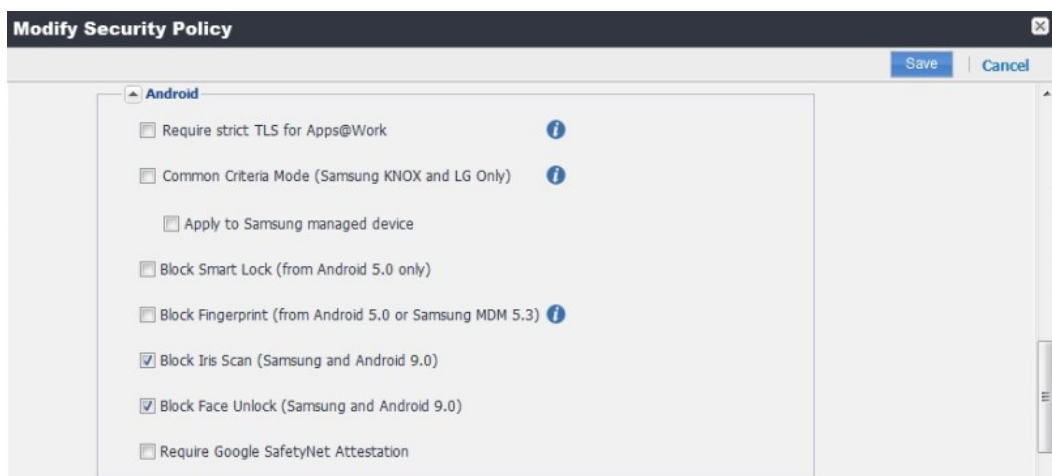 Modify Security Policy
Save
Cancel
Android
Require strict TLS for Apps@Work
Common Criteria Mode (Samsung KNOX and LG Only)
Apply to Samsung managed device
Block Smart Lock (from Android 5.0 only)
Block Fingerprint (from Android 5.0 or Samsung MDM 5.3)
Block Iris Scan (Samsung and Android 9.0)
Block Face Unlock (Samsung and Android 9.0)
Require Google SafetyNet Attestation